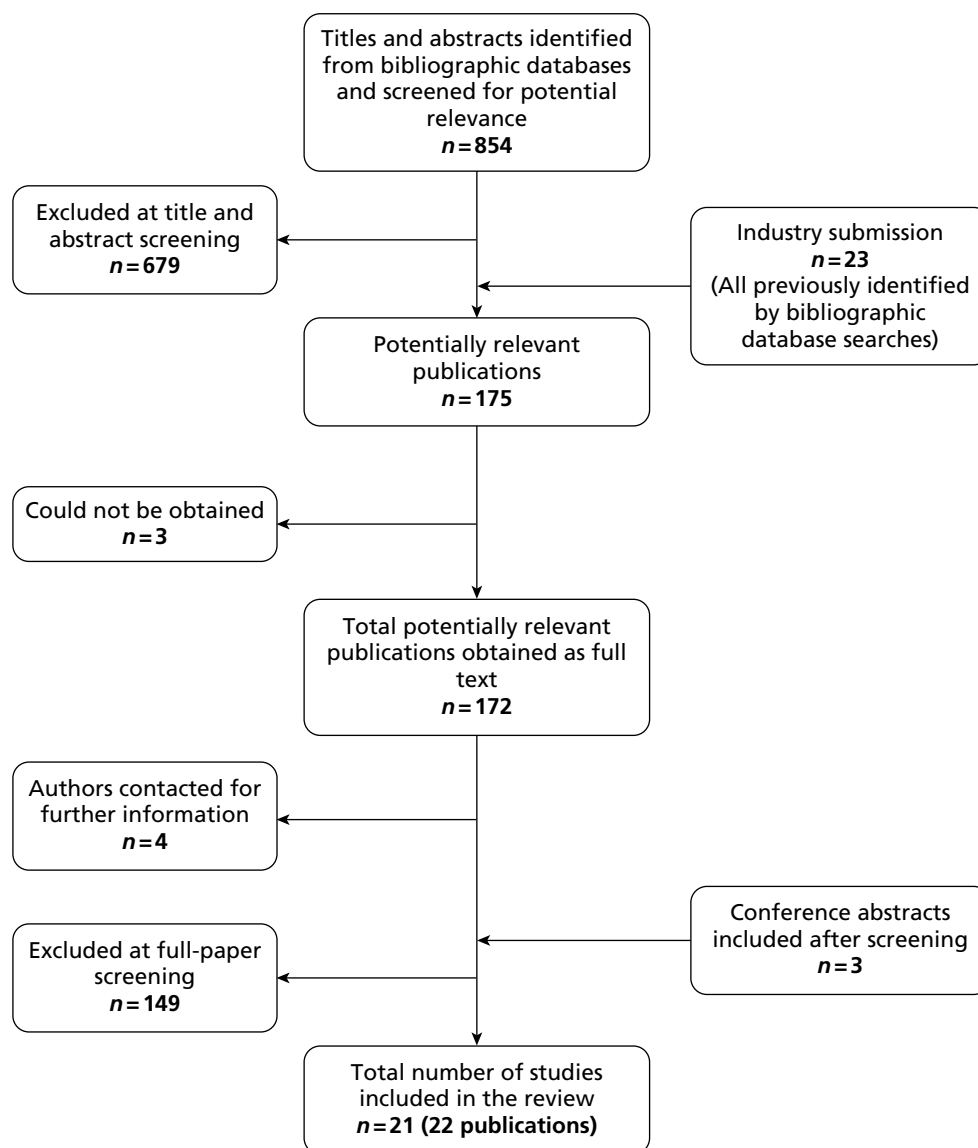 Titles and abstracts identified
from bibliographic databases
and screened for potential
relevance
n=854
Excluded at title and
abstract screening
n=679
Industry submission
n=23
(All previously identified
by bibliographic
database searches)
Potentially relevant
publications
n=175
Could not be obtained
n=3
Total potentially relevant
publications obtained as full
text
n=172
Authors contacted for
further information
n=4
Conference abstracts
included after screening
n=3
Excluded at full-paper
screening
n=149
Total number of studies
included in the review
n=21 (22 publications)